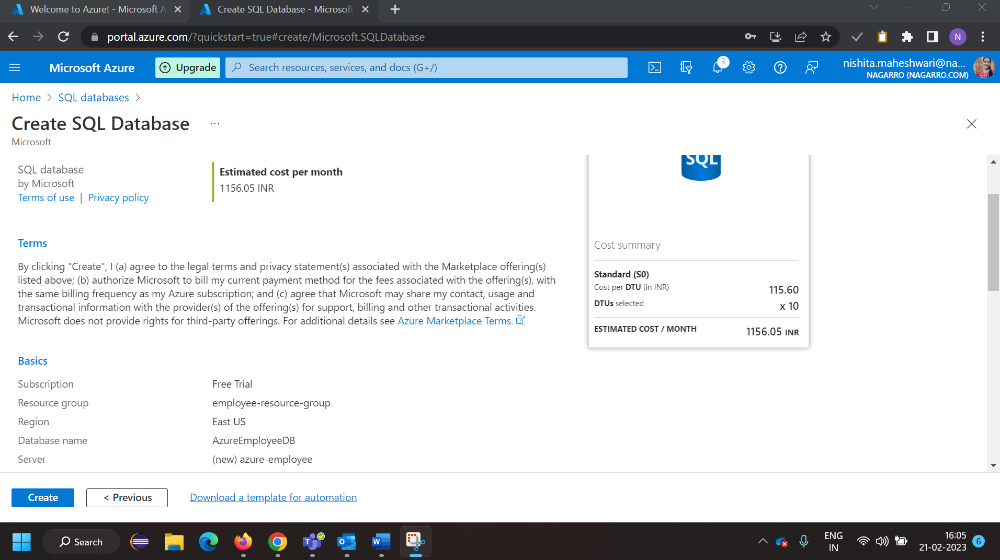 Welcome to Azure! - Microsoft A
Create SQL Database - Microsoft
portal.azure.com/?quickstart=true#create/Microsoft.SQLDatabase
N
Microsoft Azure
Upgrade
Search resources, services, and docs (G+/)
3
nishita.maheshwari@na...
NAGARRO (NAGARRO.COM)
Home > SQL databases >
Create SQL Database ...
Microsoft
SQL database
by Microsoft
Terms of use | Privacy policy
Estimated cost per month
1156.05 INR
SQL
Terms
By clicking "Create", I (a) agree to the legal terms and privacy statement(s) associated with the Marketplace offering(s)
listed above; (b) authorize Microsoft to bill my current payment method for the fees associated with the offering(s), with
the same billing frequency as my Azure subscription; and (c) agree that Microsoft may share my contact, usage and
transactional information with the provider(s) of the offering(s) for support, billing and other transactional activities.
Microsoft does not provide rights for third-party offerings. For additional details see Azure Marketplace Terms.
Cost summary
Standard (S0)
Cost per DTU (in INR) 115.60
DTUs selected x 10
ESTIMATED COST / MONTH 1156.05 INR
Basics
Subscription Free Trial
Resource group employee-resource-group
Region East US
Database name AzureEmployeeDB
Server (new) azure-employee
Create
< Previous
Download a template for automation
Search
T
O
W
ENG
IN
16:05
21-02-2023
6